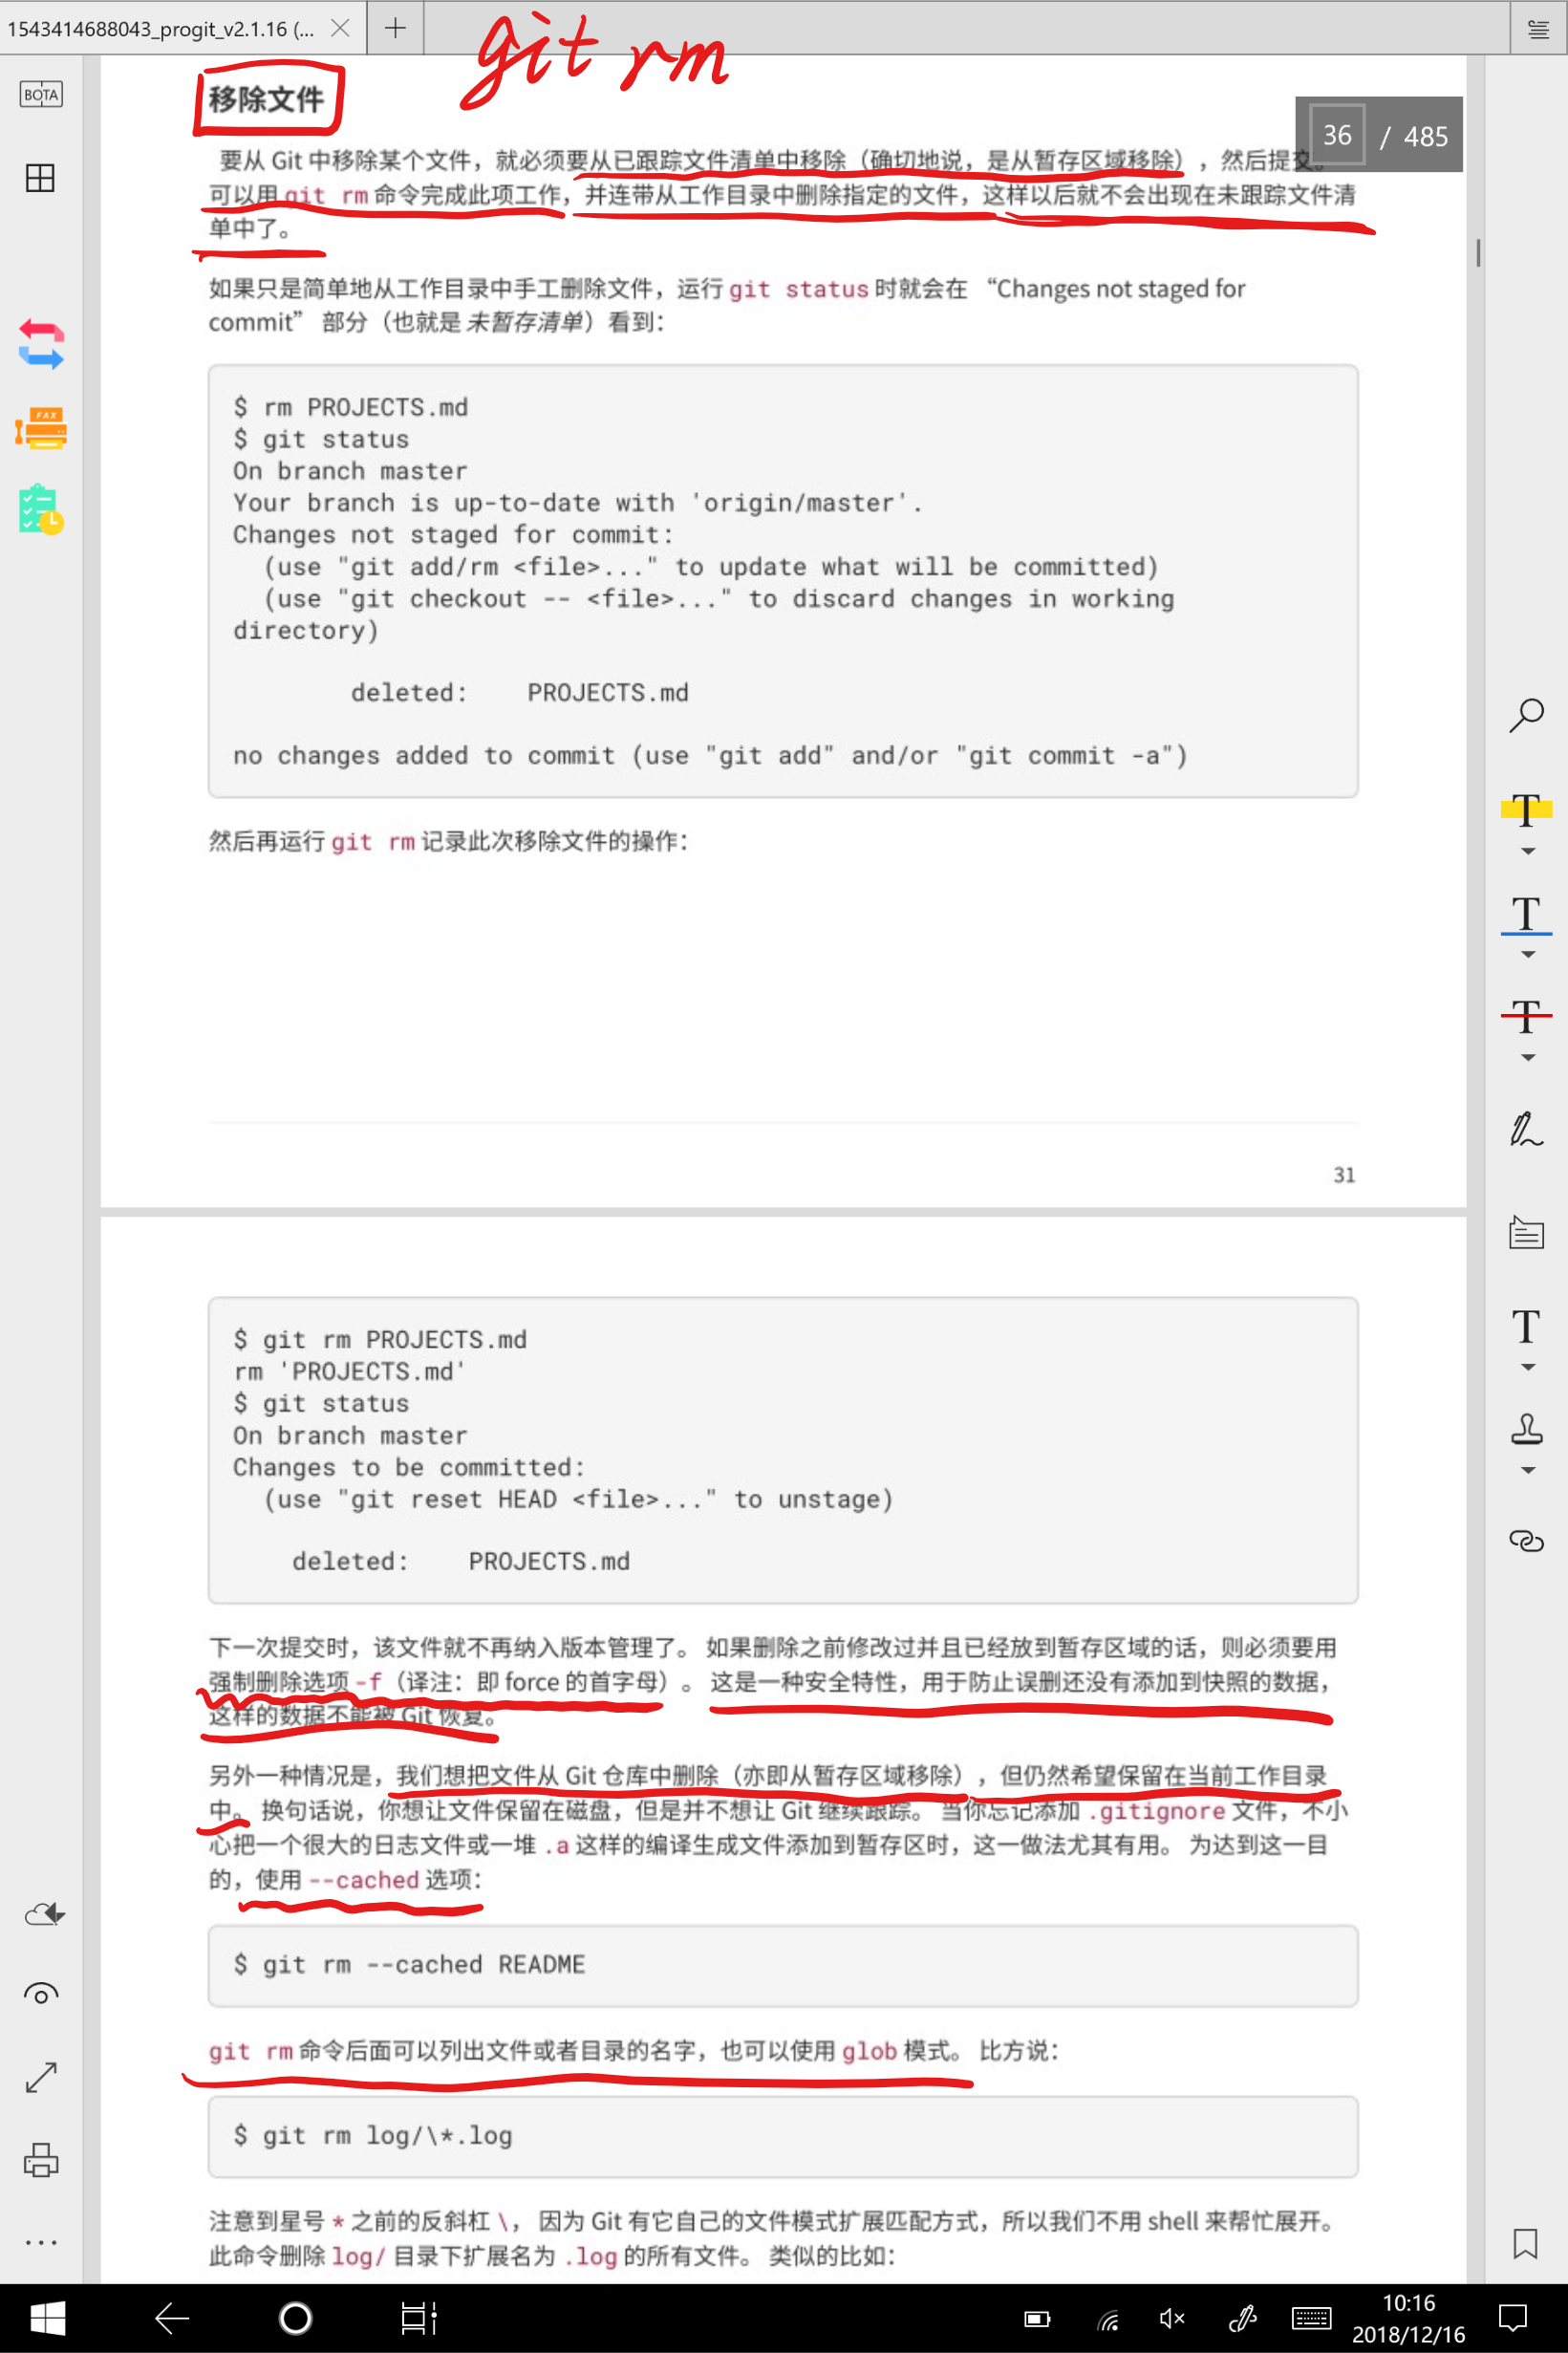 1543414688043_progit_v2.1.16 (...
git rm
BOTA
移除文件
36 / 485
要从 Git 中移除某个文件，就必须要从已跟踪文件清单中移除（确切地说，是从暂存区域移除），然后提交。
可以用 git rm 命令完成此项工作，并连带从工作目录中删除指定的文件，这样以后就不会出现在未跟踪文件清
单中了。
如果只是简单地从工作目录中手工删除文件，运行 git status 时就会在 “Changes not staged for
commit” 部分（也就是 未暂存清单）看到：
FAX
$ rm PROJECTS.md
$ git status
On branch master
Your branch is up-to-date with 'origin/master'.
Changes not staged for commit:
  (use "git add/rm <file>..." to update what will be committed)
  (use "git checkout -- <file>..." to discard changes in working
directory)
        deleted:    PROJECTS.md
no changes added to commit (use "git add" and/or "git commit -a")
然后再运行 git rm 记录此次移除文件的操作：
31
$ git rm PROJECTS.md
rm 'PROJECTS.md'
$ git status
On branch master
Changes to be committed:
  (use "git reset HEAD <file>..." to unstage)
    deleted:    PROJECTS.md
下一次提交时，该文件就不再纳入版本管理了。 如果删除之前修改过并且已经放到暂存区域的话，则必须要用
强制删除选项 -f（译注：即 force 的首字母）。 这是一种安全特性，用于防止误删还没有添加到快照的数据，
这样的数据不能被 Git 恢复。
另外一种情况是，我们想把文件从 Git 仓库中删除（亦即从暂存区域移除），但仍然希望保留在当前工作目录
中。 换句话说，你想让文件保留在磁盘，但是并不想让 Git 继续跟踪。 当你忘记添加 .gitignore 文件，不小
心把一个很大的日志文件或一堆 .a 这样的编译生成文件添加到暂存区时，这一做法尤其有用。 为达到这一目
的，使用 --cached 选项：
$ git rm --cached README
git rm 命令后面可以列出文件或者目录的名字，也可以使用 glob 模式。 比方说：
$ git rm log/\*.log
注意到星号 * 之前的反斜杠 \， 因为 Git 有它自己的文件模式扩展匹配方式，所以我们不用 shell 来帮忙展开。
此命令删除 log/ 目录下扩展名为 .log 的所有文件。 类似的比如：
10:16
2018/12/16